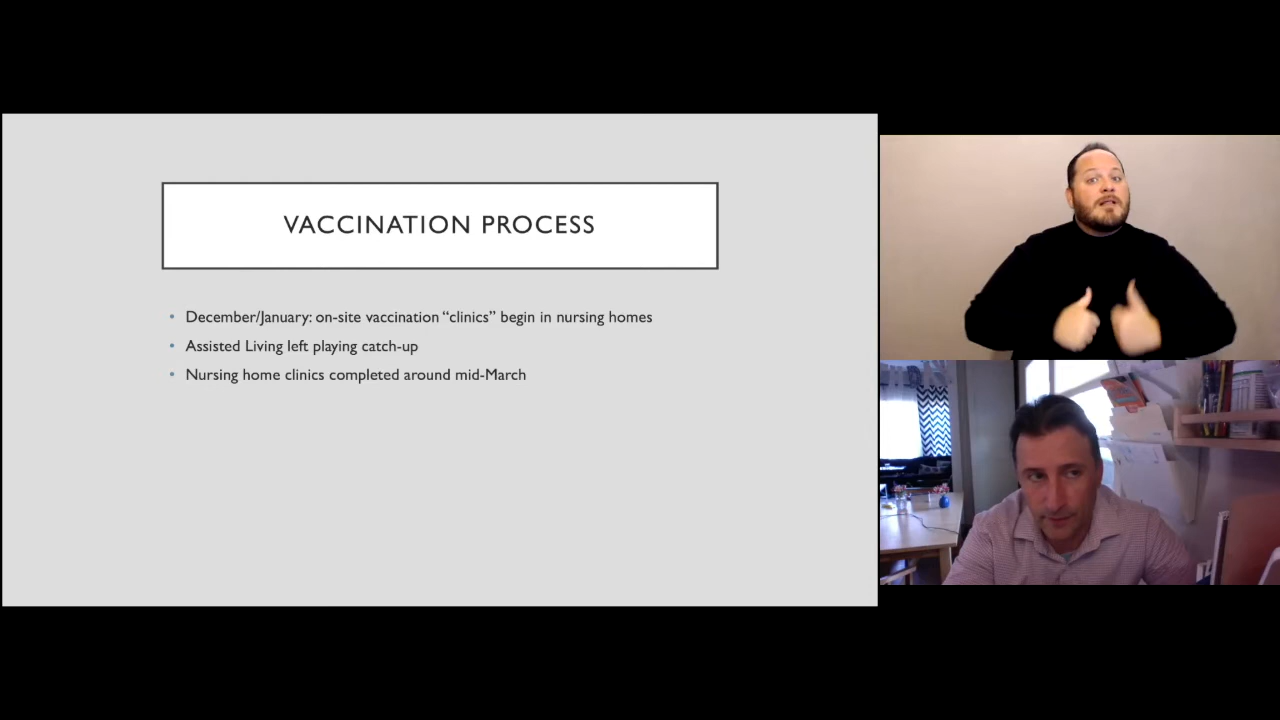 VACCINATION PROCESS
• December/January: on-site vaccination “clinics” begin in nursing homes
• Assisted Living left playing catch-up
• Nursing home clinics completed around mid-March